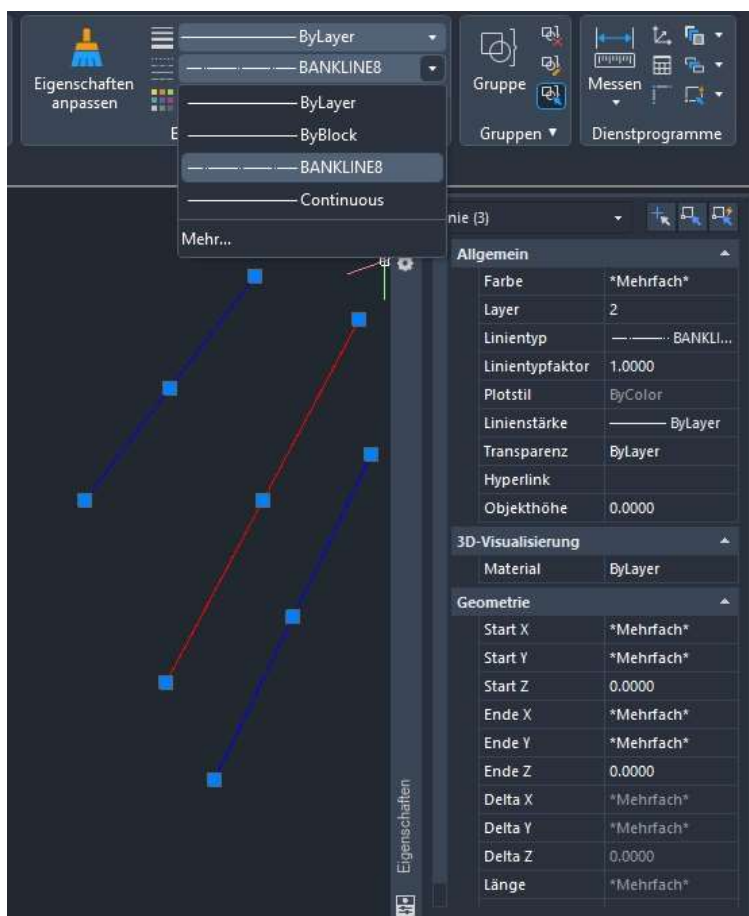 ByLayer
BANKLINE8
Eigenschaften
anpassen
ByLayer
ByBlock
BANKLINE8
Continuous
Mehr...
Gruppe
Gruppen
Messen
Dienstprogramme
nie (3)
Allgemein
Farbe *Mehrfach*
Layer 2
Linientyp BANKLI...
Linientypfaktor 1.0000
Plotstil ByColor
Linienstärke ByLayer
Transparenz ByLayer
Hyperlink
Objekthöhe 0.0000
3D-Visualisierung
Material ByLayer
Geometrie
Start X *Mehrfach*
Start Y *Mehrfach*
Start Z 0.0000
Ende X *Mehrfach*
Ende Y *Mehrfach*
Ende Z 0.0000
Delta X *Mehrfach*
Delta Y *Mehrfach*
Delta Z 0.0000
Länge *Mehrfach*
Eigenschaften